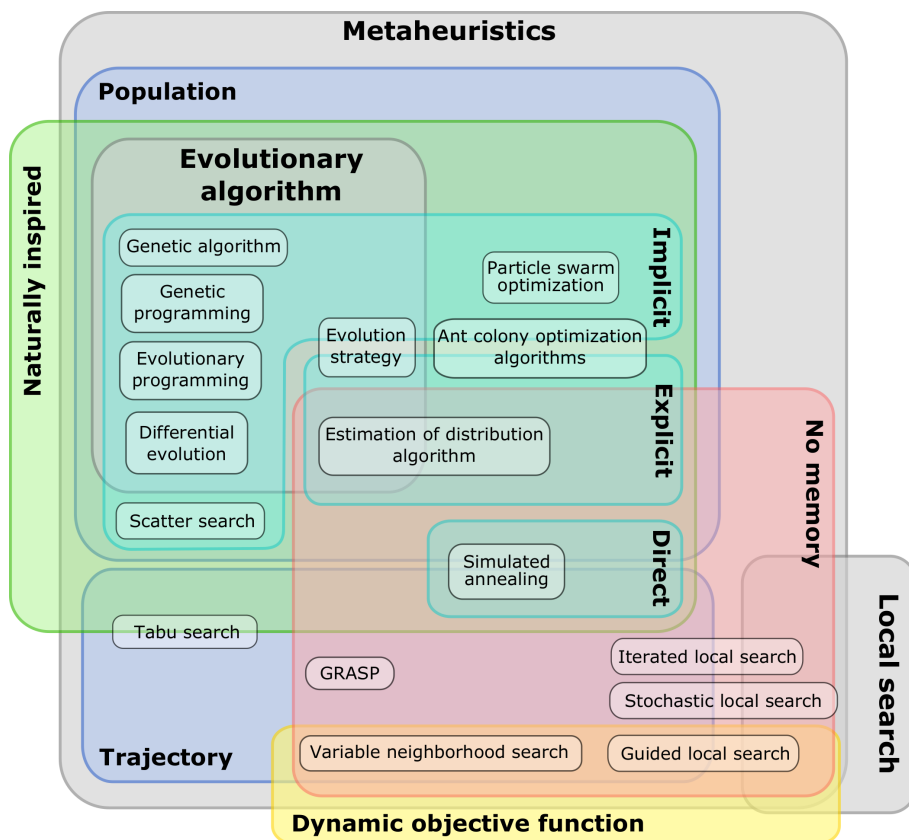 Metaheuristics
Population
Naturally inspired
Evolutionary
algorithm
Implicit
Genetic algorithm
Particle swarm
optimization
Genetic
programming
Evolution
strategy
Ant colony optimization
algorithms
Evolutionary
programming
Explicit
Differential
evolution
Estimation of distribution
algorithm
No memory
Scatter search
Direct
Simulated
annealing
Tabu search
Local search
Iterated local search
GRASP
Stochastic local search
Trajectory
Variable neighborhood search
Guided local search
Dynamic objective function